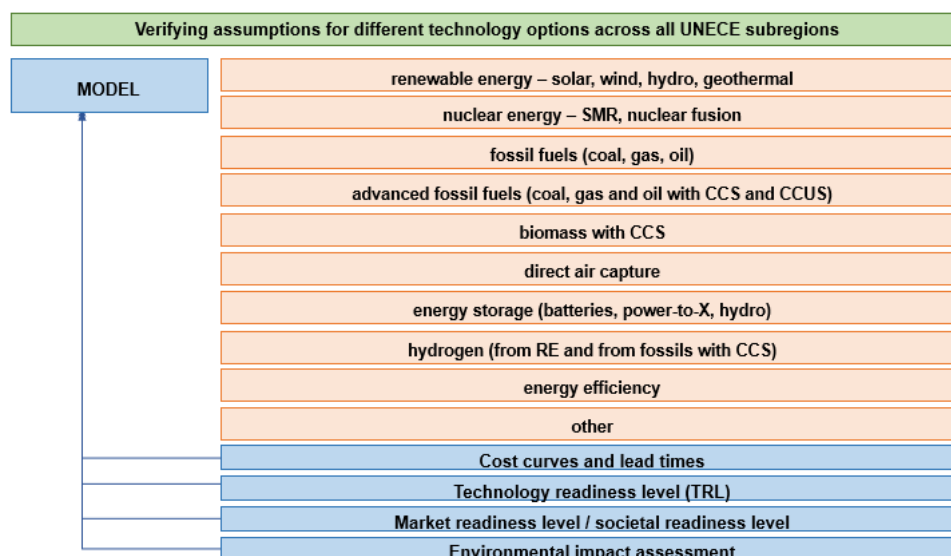 Verifying assumptions for different technology options across all UNECE subregions
MODEL
renewable energy – solar, wind, hydro, geothermal
nuclear energy – SMR, nuclear fusion
fossil fuels (coal, gas, oil)
advanced fossil fuels (coal, gas and oil with CCS and CCUS)
biomass with CCS
direct air capture
energy storage (batteries, power-to-X, hydro)
hydrogen (from RE and from fossils with CCS)
energy efficiency
other
Cost curves and lead times
Technology readiness level (TRL)
Market readiness level / societal readiness level
Environmental impact assessment